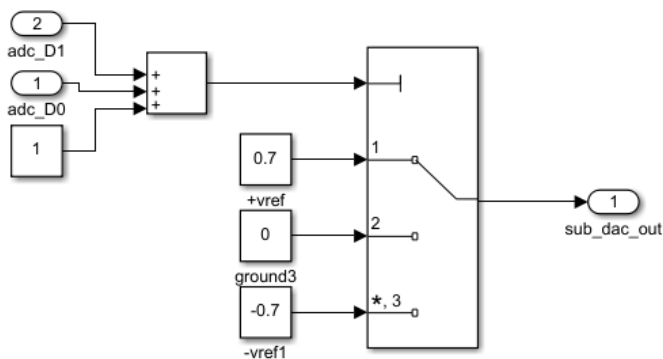 2
adc_D1
1
adc_D0
1
+
+
+
0.7
+vref
0
ground3
-0.7
-vref1
1
2
*, 3
1
sub_dac_out